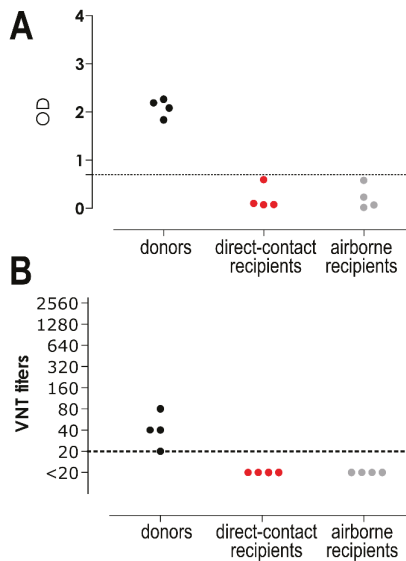 A
4
3
2
1
0
OD
donors
direct-contact
recipients
airborne
recipients
B
2560
1280
640
320
160
80
40
20
<20
VNT titers
donors
direct-contact
recipients
airborne
recipients